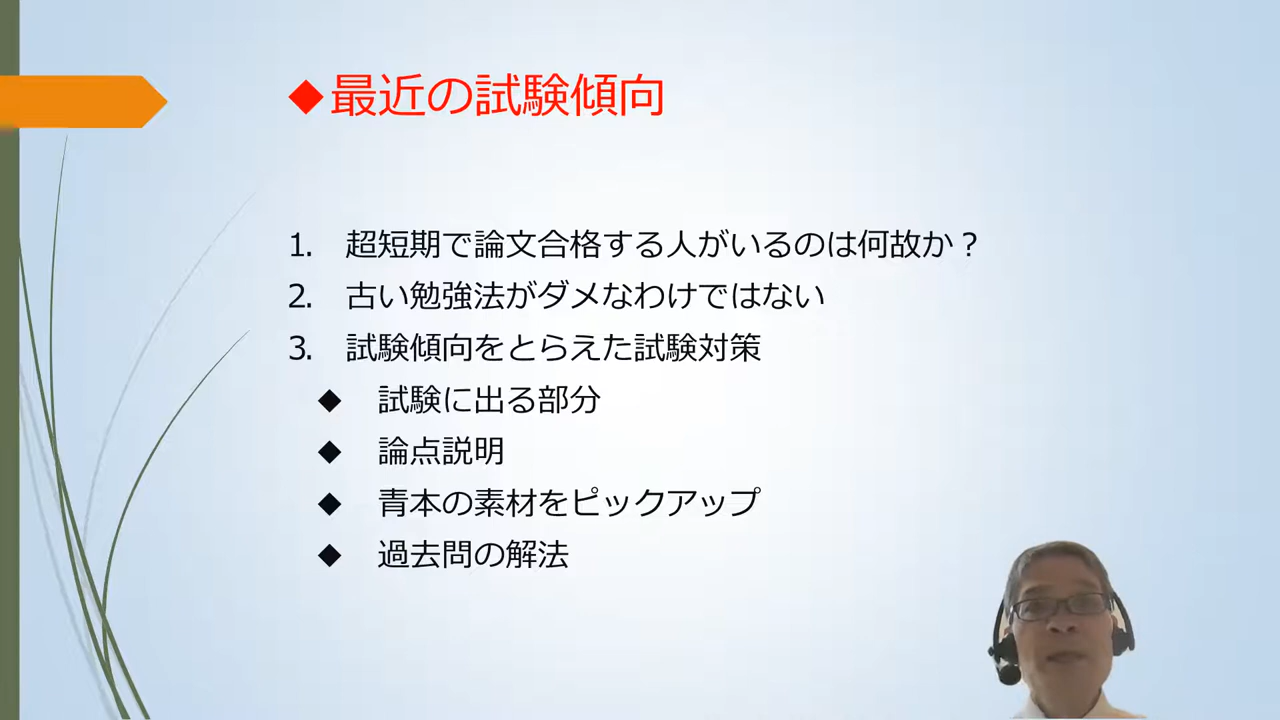 ◆最近の試験傾向
1. 超短期で論文合格する人がいるのは何故か？
2. 古い勉強法がダメなわけではない
3. 試験傾向をとらえた試験対策
◆ 試験に出る部分
◆ 論点説明
◆ 青本の素材をピックアップ
◆ 過去問の解法